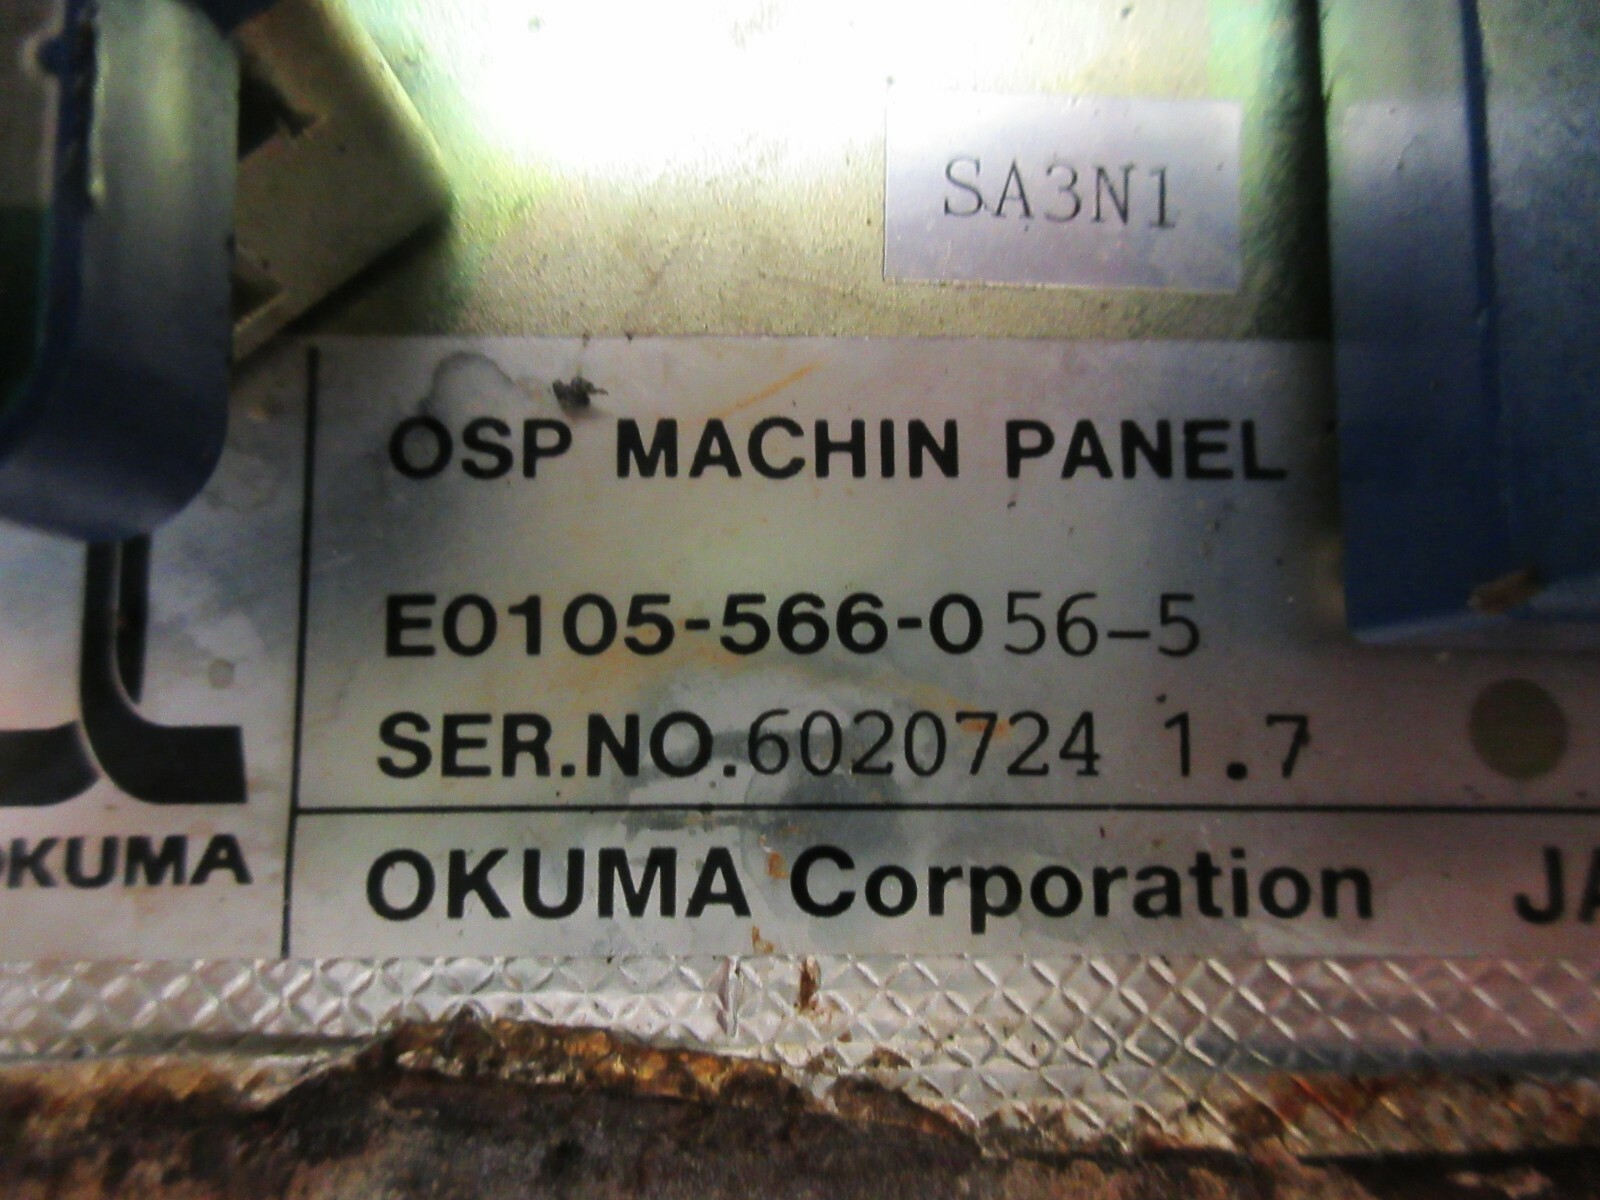 SA3N1
OSP MACHIN PANEL
E0105-566-056-5
SER.NO.6020724 1.7
OKUMA
OKUMA Corporation